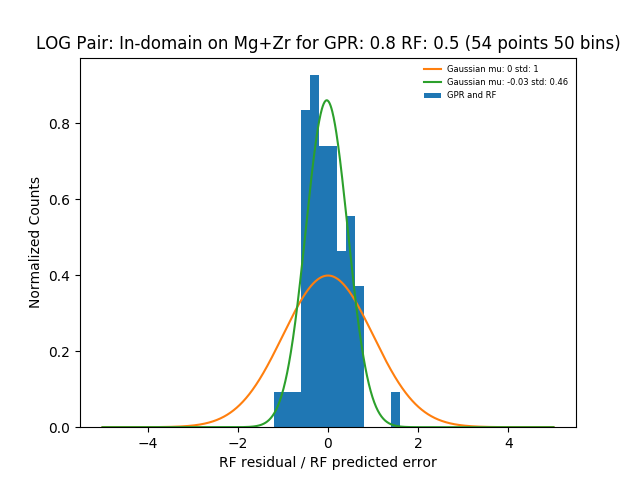 LOG Pair: In-domain on Mg+Zr for GPR: 0.8 RF: 0.5 (54 points 50 bins)
Gaussian mu: 0 std: 1
Gaussian mu: -0.03 std: 0.46
GPR and RF
Normalized Counts
0.8
0.6
0.4
0.2
0.0
−4 −2 0 2 4
RF residual / RF predicted error